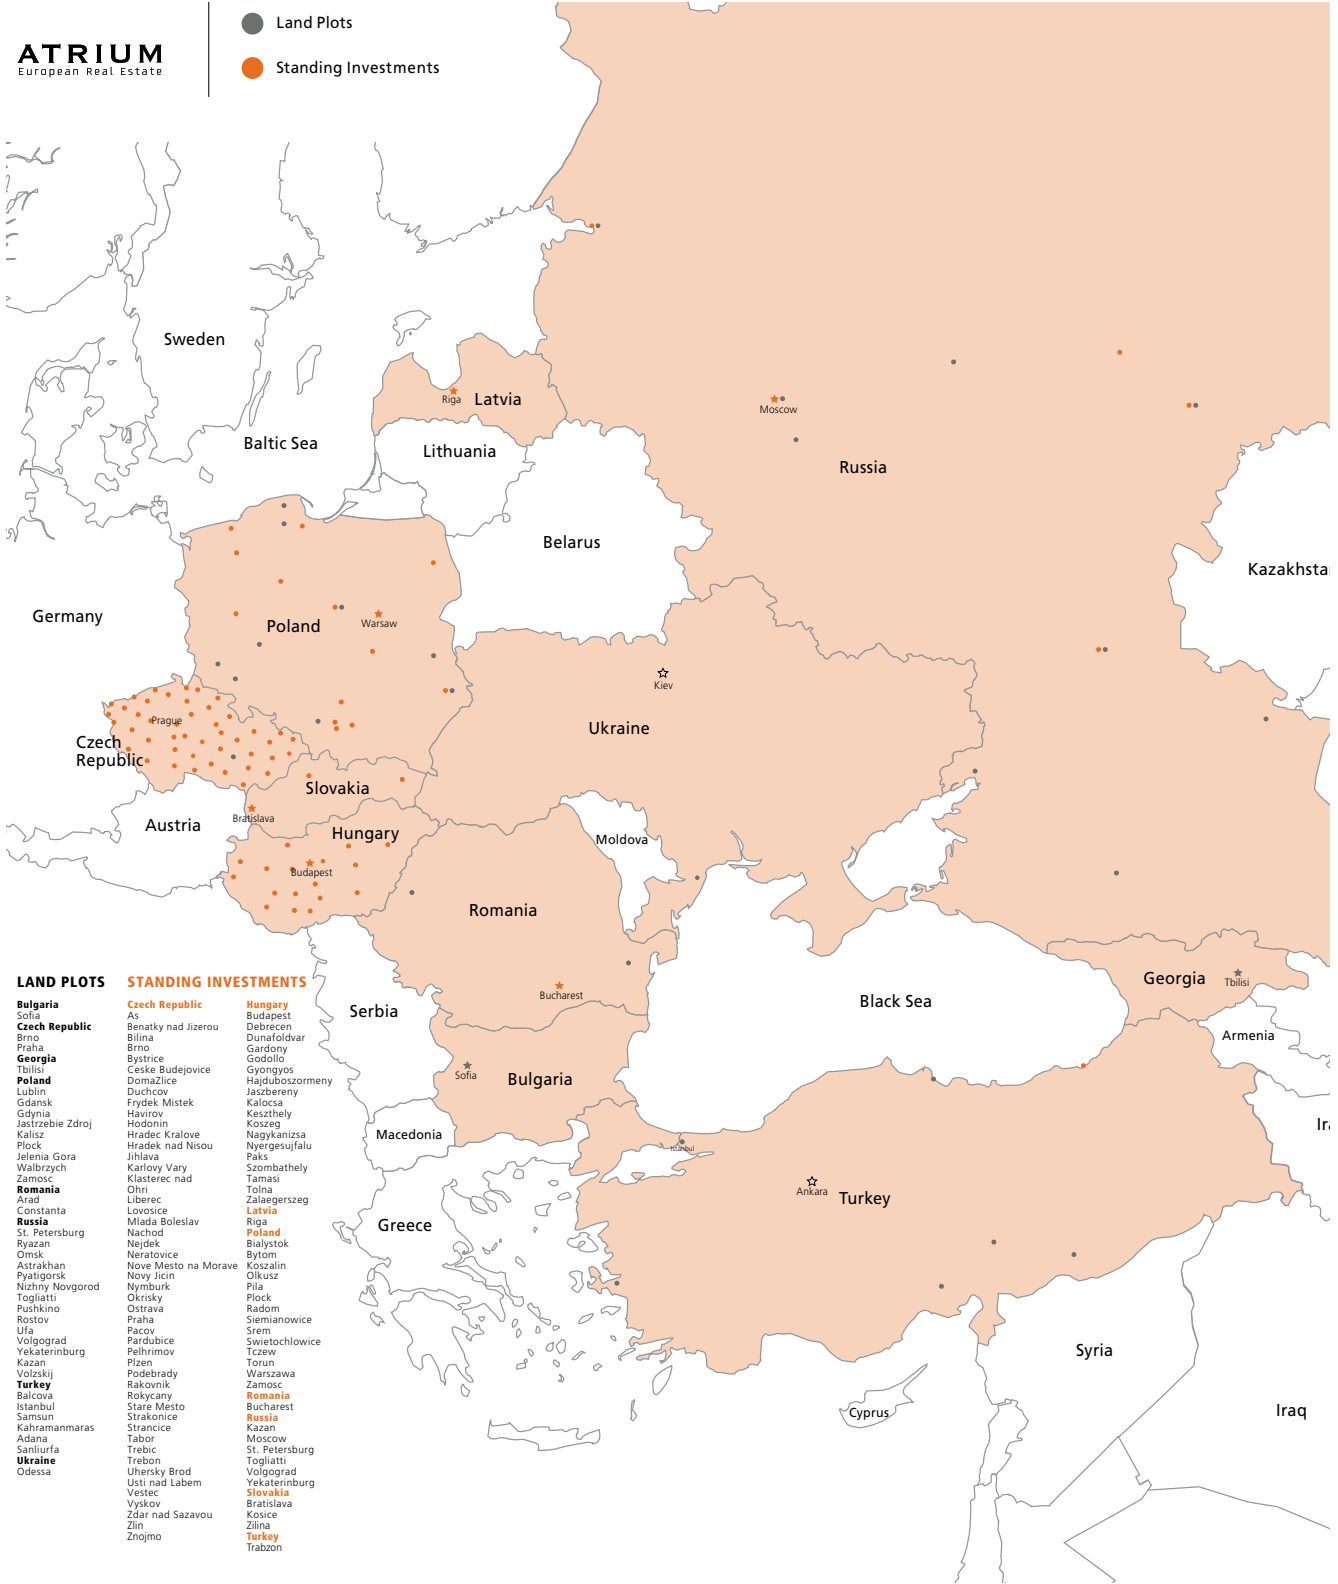 ATRIUM
European Real Estate
Land Plots
Standing Investments
Sweden
Baltic Sea
Riga
Latvia
Lithuania
Moscow
Russia
Belarus
Kazakhsta
Germany
Poland
Warsaw
Kiev
Ukraine
Prague
Czech
Republic
Slovakia
Bratislava
Austria
Hungary
Budapest
Moldova
Romania
Bucharest
Serbia
Black Sea
Georgia
Tbilisi
Armenia
Sofia
Bulgaria
Macedonia
Istanbul
Ankara
Turkey
Greece
Ira
Syria
Cyprus
Iraq
LAND PLOTS
Bulgaria
Sofia
Czech Republic
Brno
Praha
Georgia
Tbilisi
Poland
Lublin
Gdansk
Gdynia
Jastrzebie Zdroj
Kalisz
Plock
Jelenia Gora
Walbrzych
Zamosc
Romania
Arad
Constanta
Russia
St. Petersburg
Ryazan
Omsk
Astrakhan
Pyatigorsk
Nizhny Novgorod
Togliatti
Pushkino
Rostov
Ufa
Volgograd
Yekaterinburg
Kazan
Volzskij
Turkey
Balcova
Istanbul
Samsun
Kahramanmaras
Adana
Sanliurfa
Ukraine
Odessa
STANDING INVESTMENTS
Czech Republic
As
Benatky nad Jizerou
Bilina
Brno
Bystrice
Ceske Budejovice
DomaZlice
Duchcov
Frydek Mistek
Havirov
Hodonin
Hradec Kralove
Hradek nad Nisou
Jihlava
Karlovy Vary
Klasterec nad
Ohri
Liberec
Lovosice
Mlada Boleslav
Nachod
Nejdek
Neratovice
Nove Mesto na Morave
Novy Jicin
Nymburk
Okrisky
Ostrava
Praha
Pacov
Pardubice
Pelhrimov
Plzen
Podebrady
Rakovnik
Rokycany
Stare Mesto
Strakonice
Strancice
Tabor
Trebic
Trebon
Uhersky Brod
Usti nad Labem
Vestec
Vyskov
Zdar nad Sazavou
Zlin
Znojmo
Hungary
Budapest
Debrecen
Dunafoldvar
Gardony
Godollo
Gyongyos
Hajduboszormeny
Jaszbereny
Kalocsa
Keszthely
Koszeg
Nagykanizsa
Nyergesujfalu
Paks
Szombathely
Tamasi
Tolna
Zalaegerszeg
Latvia
Riga
Poland
Bialystok
Bytom
Koszalin
Olkusz
Pila
Plock
Radom
Siemianowice
Srem
Swietochlowice
Tczew
Torun
Warszawa
Zamosc
Romania
Bucharest
Russia
Kazan
Moscow
St. Petersburg
Togliatti
Volgograd
Yekaterinburg
Slovakia
Bratislava
Kosice
Zilina
Turkey
Trabzon